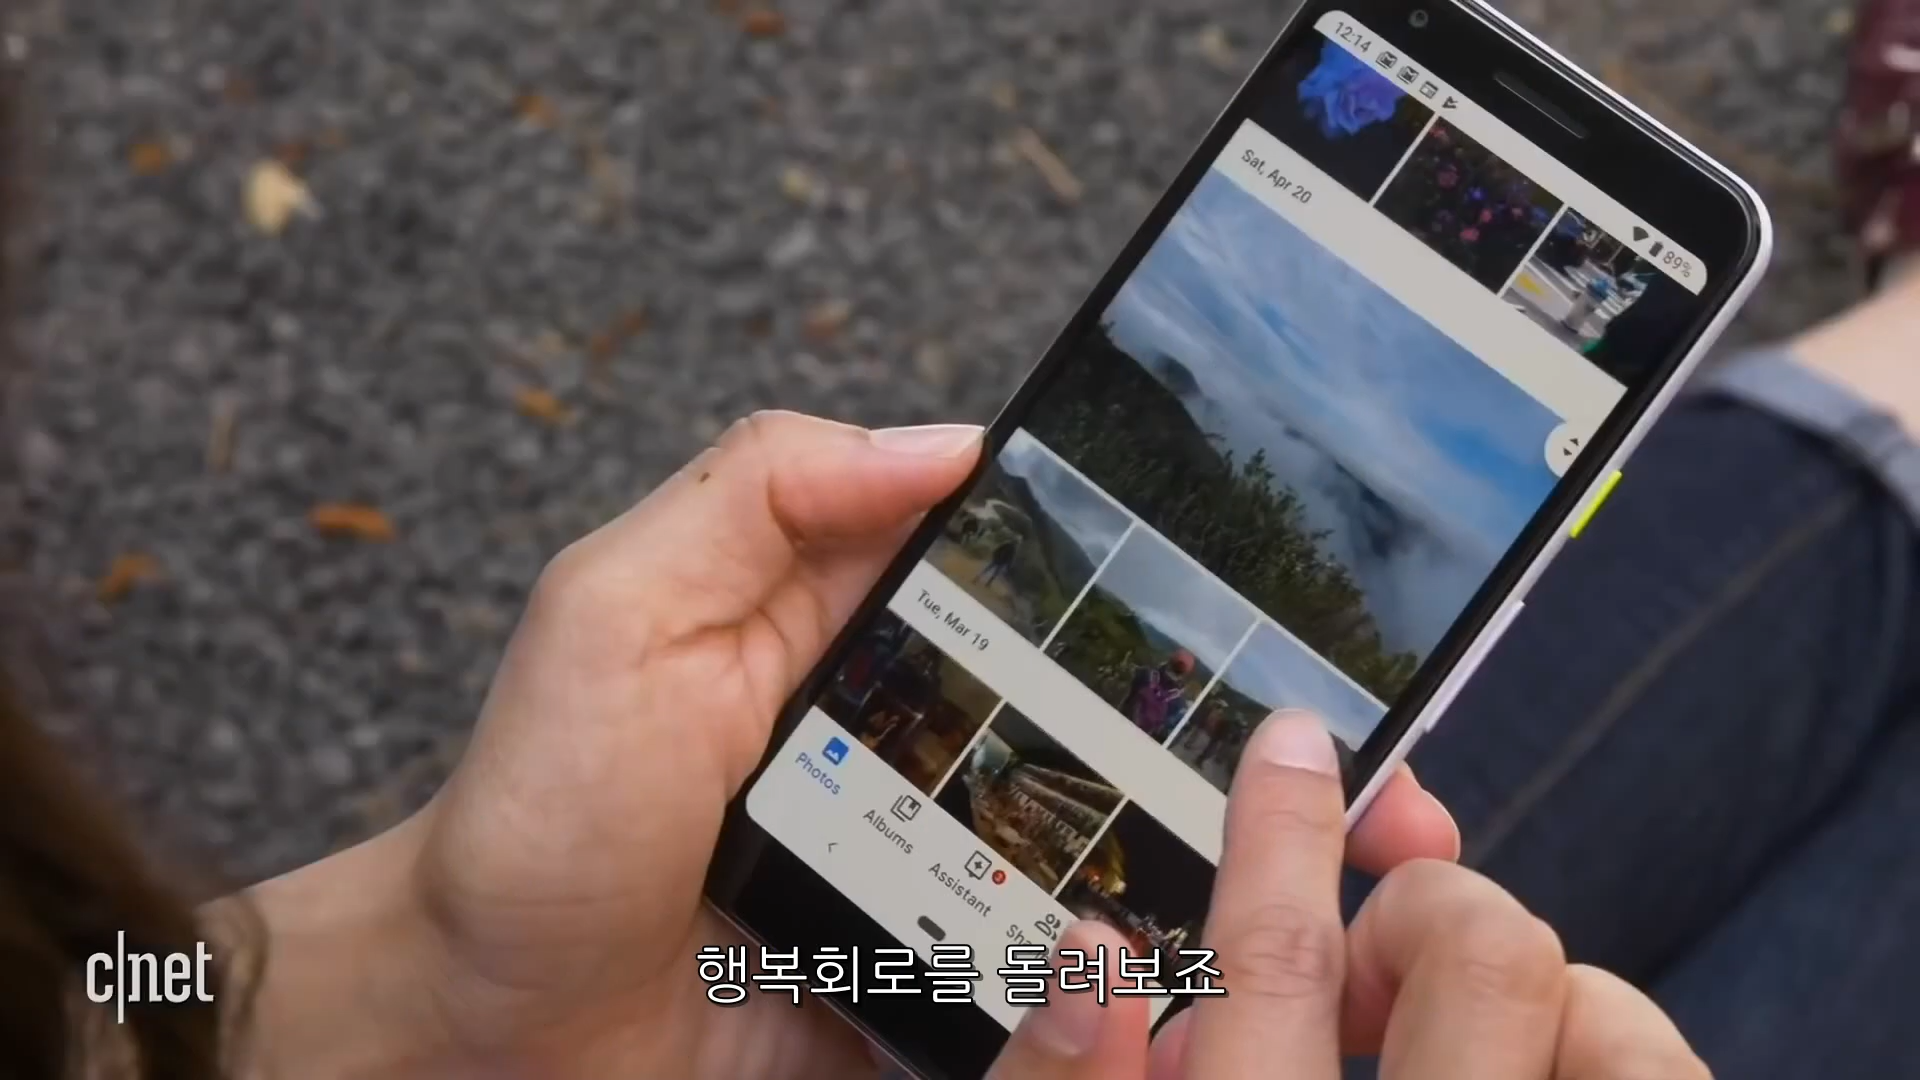 12:14
89%
Sat, Apr 20
Tue, Mar 19
Photos
Albums
Assistant
c|net
행복회로를 돌려보죠